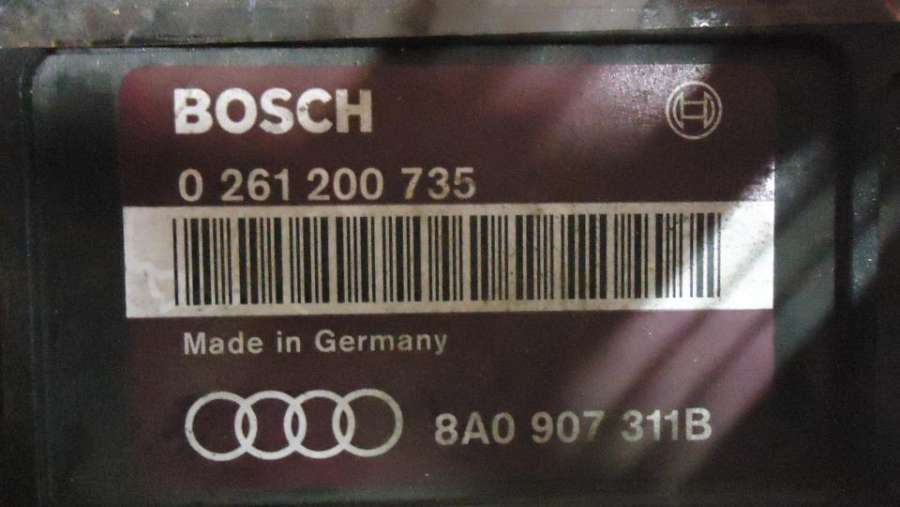 BOSCH
0 261 200 735
Made in Germany
8A0 907 311B